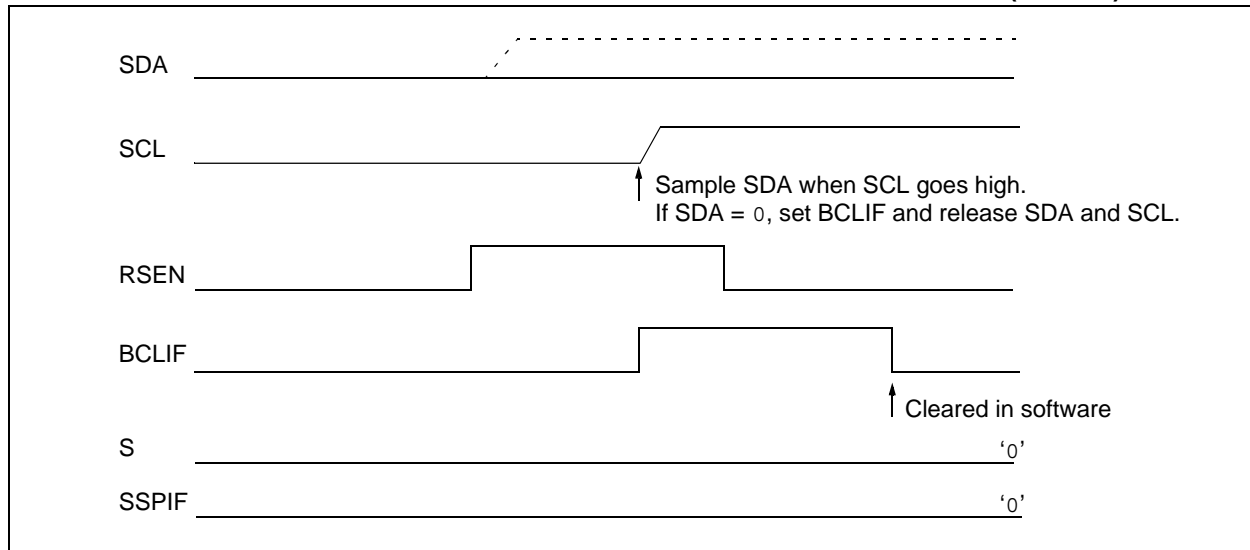 SDA
SCL
Sample SDA when SCL goes high.
If SDA = 0, set BCLIF and release SDA and SCL.
RSEN
BCLIF
Cleared in software
S
‘0’
SSPIF
‘0’